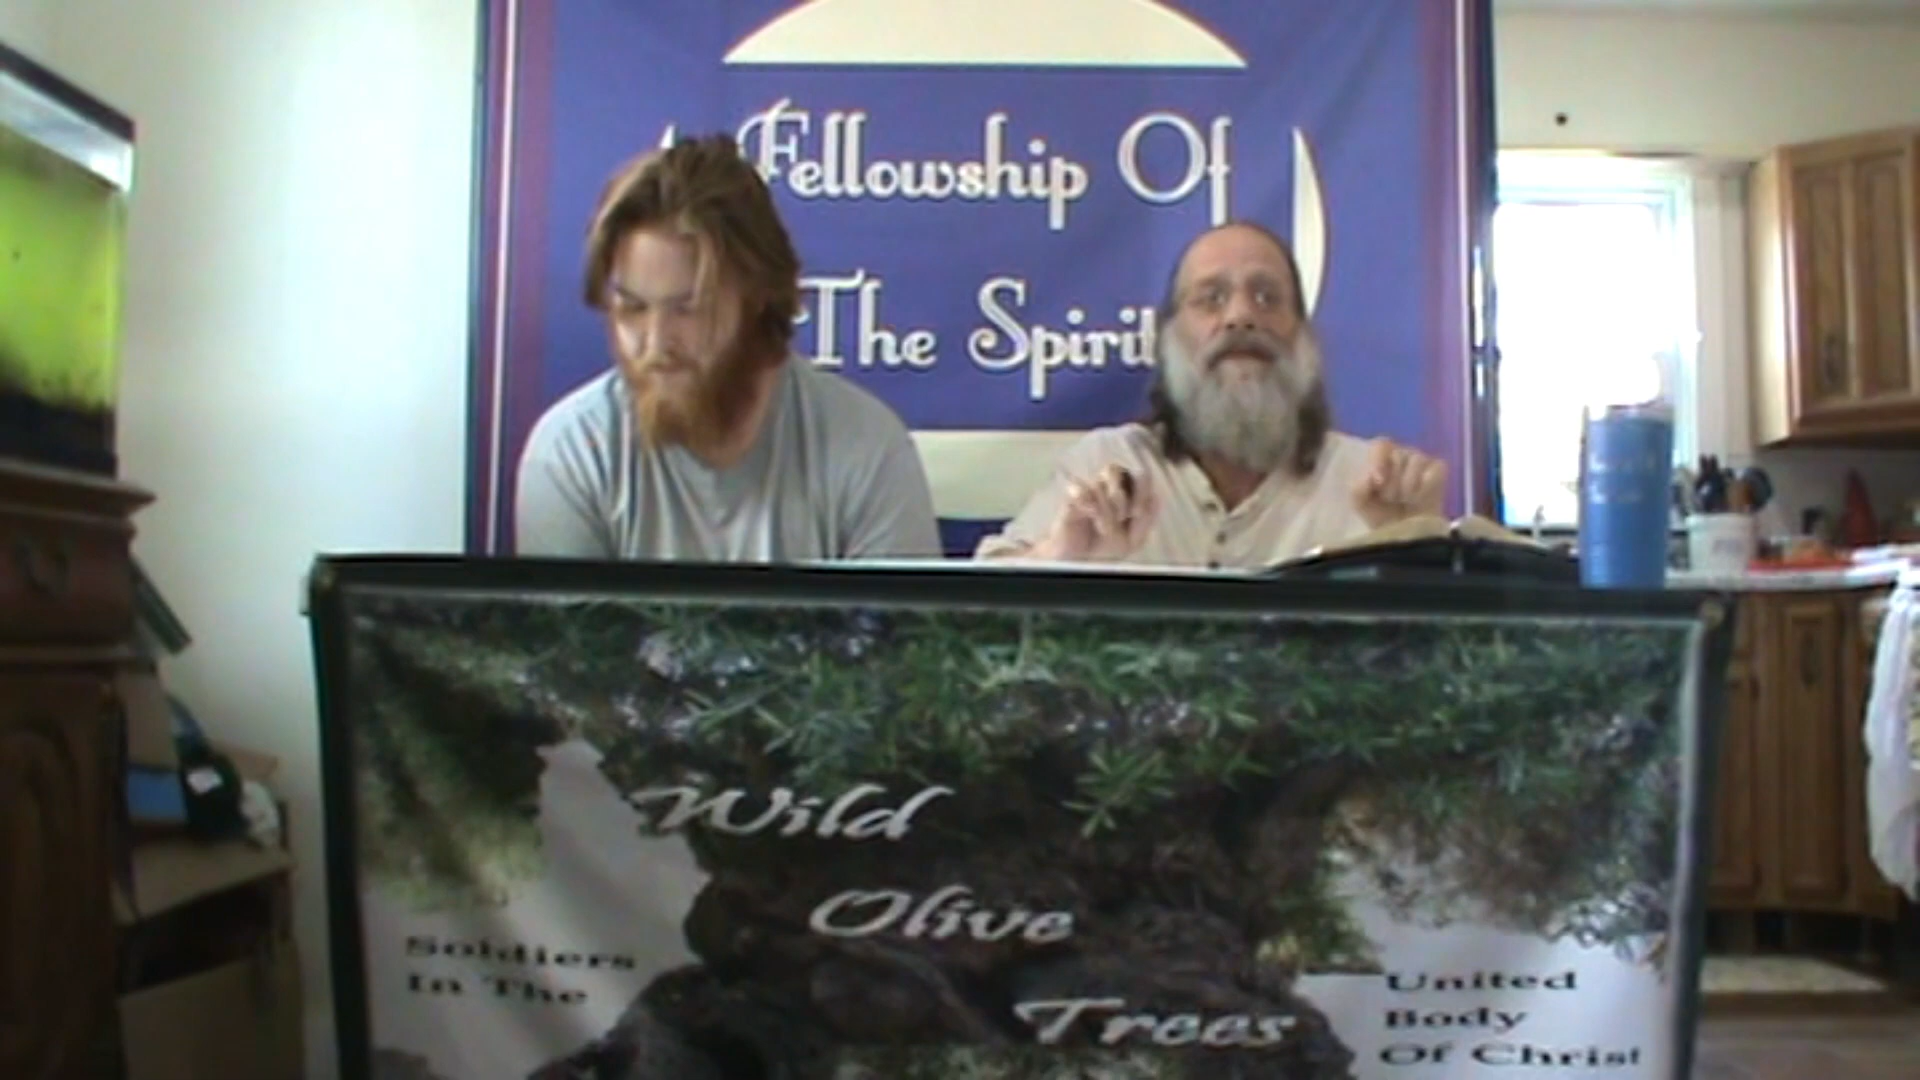 Fellowship Of
The Spirit
Wild
Olive
Trees
Soldiers
In The
United
Body
Of Christ